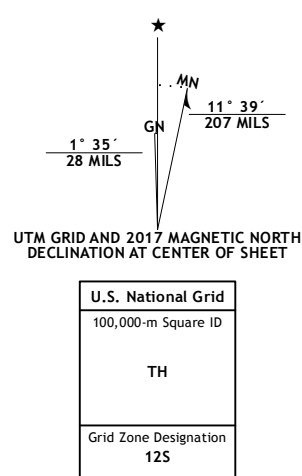 MN
GN
11° 39´
207 MILS
1° 35´
28 MILS
UTM GRID AND 2017 MAGNETIC NORTH
DECLINATION AT CENTER OF SHEET
U.S. National Grid
100,000-m Square ID
TH
Grid Zone Designation
12S